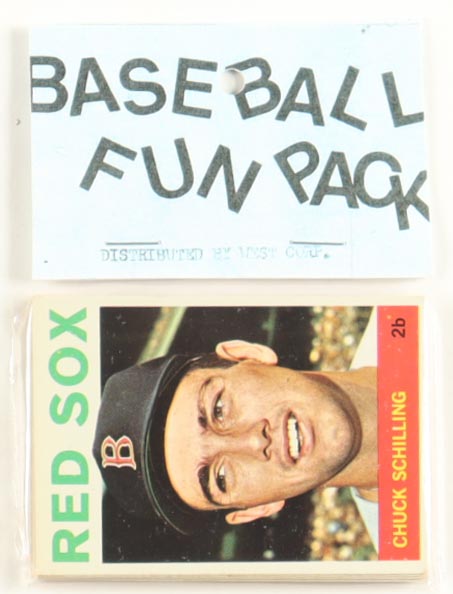 BASEBALL
FUN PACK
DISTRIBUTED BY WEST CORP.
RED SOX
B
CHUCK SCHILLING
2b